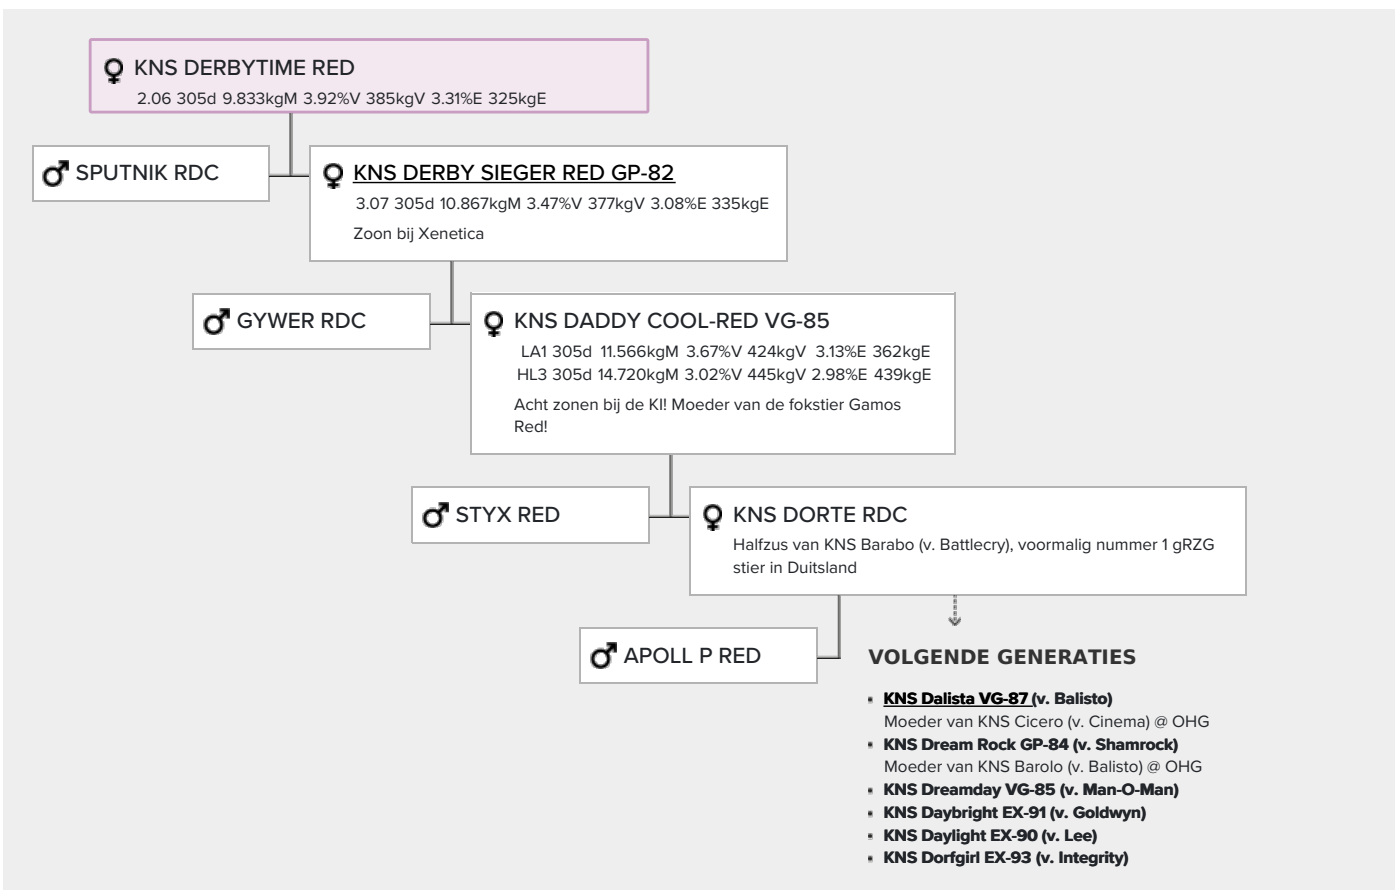 KNS DERBYTIME RED
2.06 305d 9.833kgM 3.92%V 385kgV 3.31%E 325kgE
SPUTNIK RDC
KNS DERBY SIEGER RED GP-82
3.07 305d 10.867kgM 3.47%V 377kgV 3.08%E 335kgE
Zoon bij Xenetica
GYWER RDC
KNS DADDY COOL-RED VG-85
LA1 305d 11.566kgM 3.67%V 424kgV 3.13%E 362kgE
HL3 305d 14.720kgM 3.02%V 445kgV 2.98%E 439kgE
Acht zonen bij de KI! Moeder van de fokstier Gamos
Red!
STYX RED
KNS DORTE RDC
Halfzus van KNS Barabo (v. Battlecry), voormalig nummer 1 gRZG
stier in Duitsland
APOLL P RED
VOLGENDE GENERATIES
▪ KNS Dalista VG-87 (v. Balisto)
Moeder van KNS Cicero (v. Cinema) @ OHG
▪ KNS Dream Rock GP-84 (v. Shamrock)
Moeder van KNS Barolo (v. Balisto) @ OHG
▪ KNS Dreamday VG-85 (v. Man-O-Man)
▪ KNS Daybright EX-91 (v. Goldwyn)
▪ KNS Daylight EX-90 (v. Lee)
▪ KNS Dorfgirl EX-93 (v. Integrity)